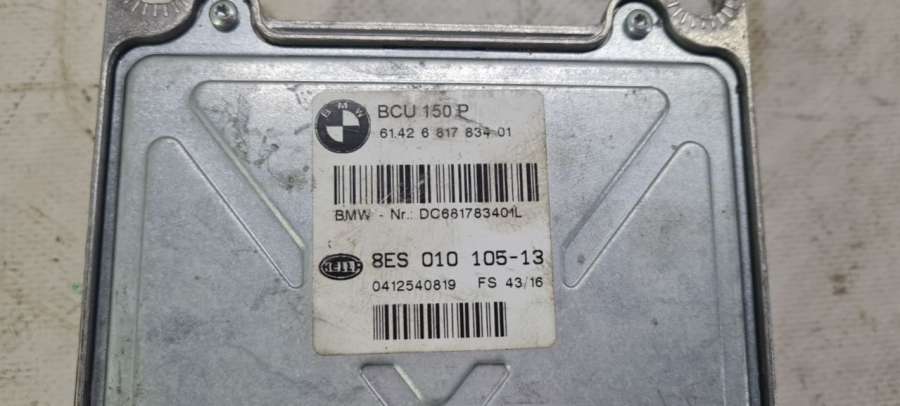 BMW
BCU 150 P
61.42 6 817 834 01
BMW - Nr.: DC681783401L
HELLA
8ES 010 105-13
0412540819 FS 43/16